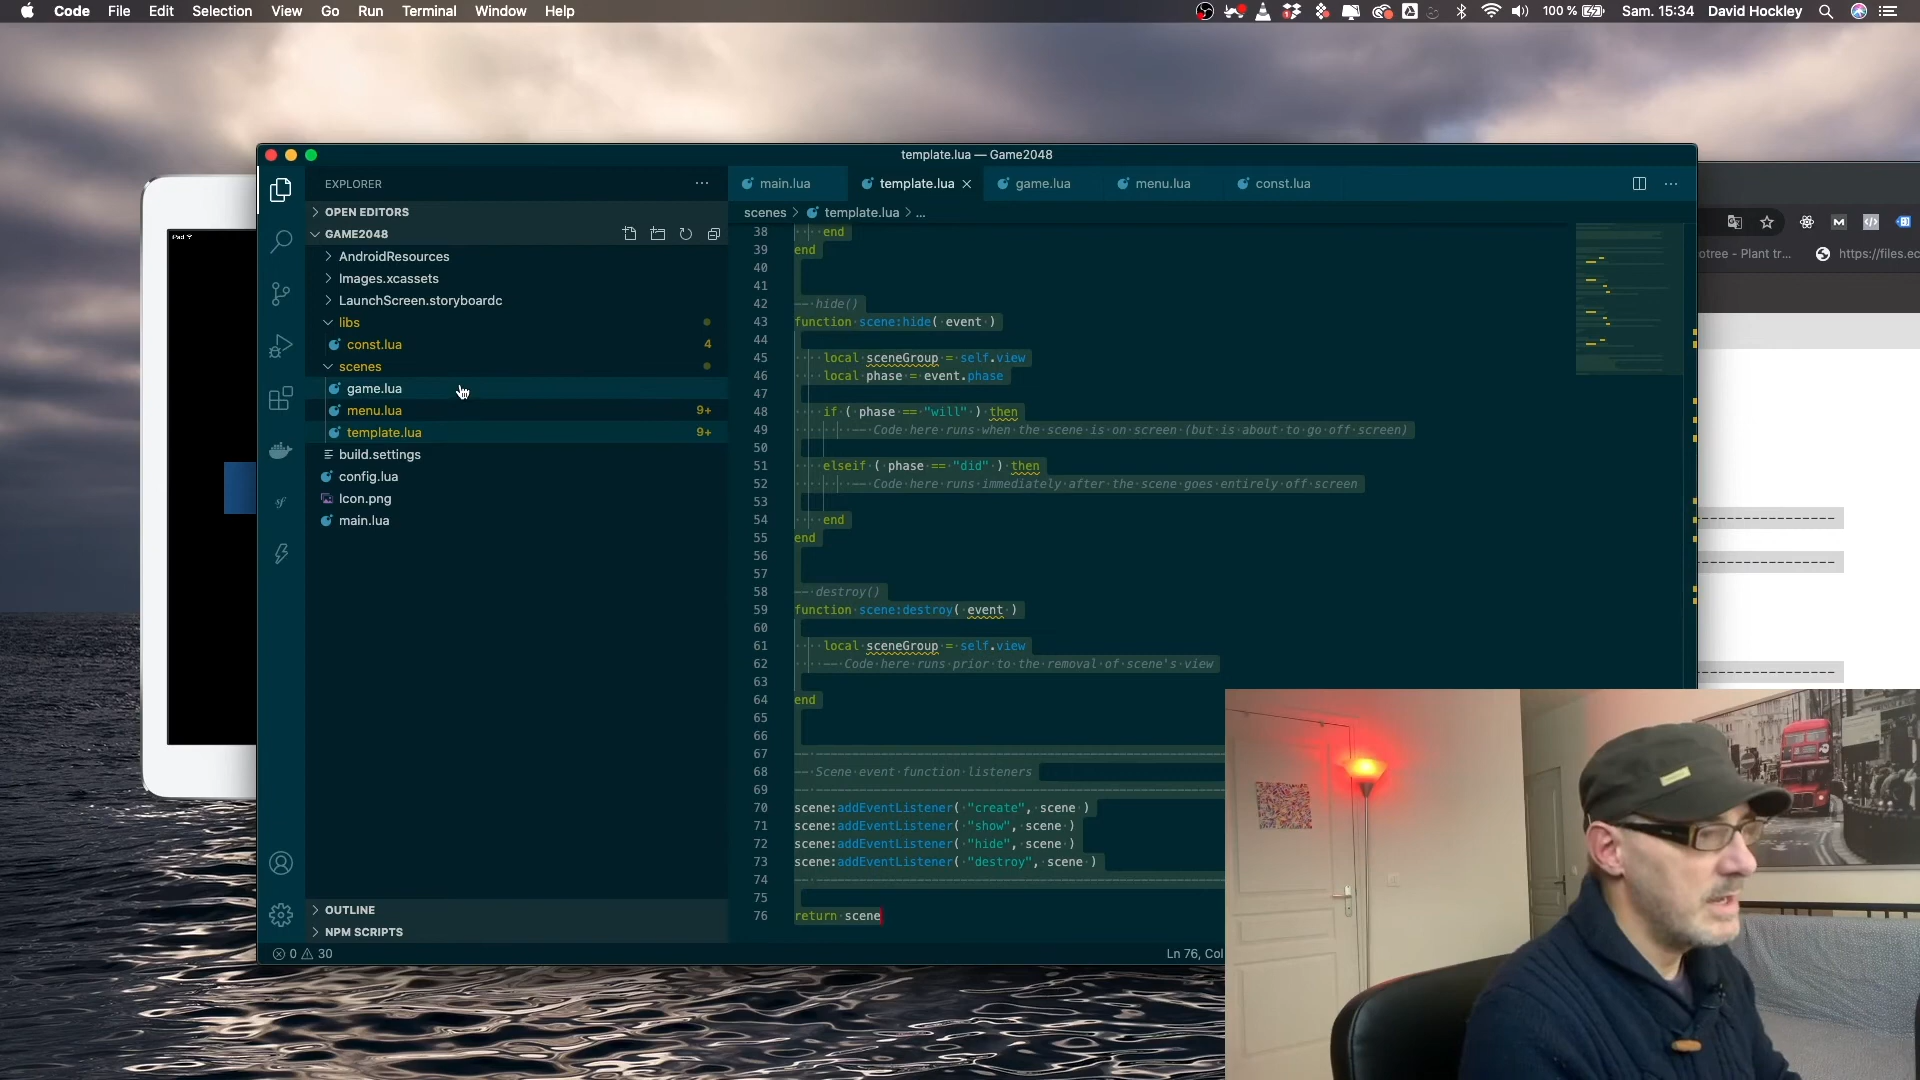 Code File Edit Selection View Go Run Terminal Window Help
100 % Sam. 15:34 David Hockley
template.lua — Game2048
EXPLORER
OPEN EDITORS
GAME2048
AndroidResources
Images.xcassets
LaunchScreen.storyboardc
libs
const.lua 4
scenes
game.lua
menu.lua 9+
template.lua 9+
build.settings
config.lua
Icon.png
main.lua
OUTLINE
NPM SCRIPTS
0 30
Ln 76, Col
main.lua template.lua game.lua menu.lua const.lua
scenes > template.lua > ...
38 end
39 end
40
41
42 -- hide()
43 function scene:hide( event )
44
45 local sceneGroup = self.view
46 local phase = event.phase
47
48 if ( phase == "will" ) then
49 -- Code here runs when the scene is on screen (but is about to go off screen)
50
51 elseif ( phase == "did" ) then
52 -- Code here runs immediately after the scene goes entirely off screen
53
54 end
55 end
56
57
58 -- destroy()
59 function scene:destroy( event )
60
61 local sceneGroup = self.view
62 -- Code here runs prior to the removal of scene's view
63
64 end
65
66
67
68 -- Scene event function listeners
69
70 scene:addEventListener( "create", scene )
71 scene:addEventListener( "show", scene )
72 scene:addEventListener( "hide", scene )
73 scene:addEventListener( "destroy", scene )
74
75
76 return scene
iPad
otree - Plant tr... https://files.ec